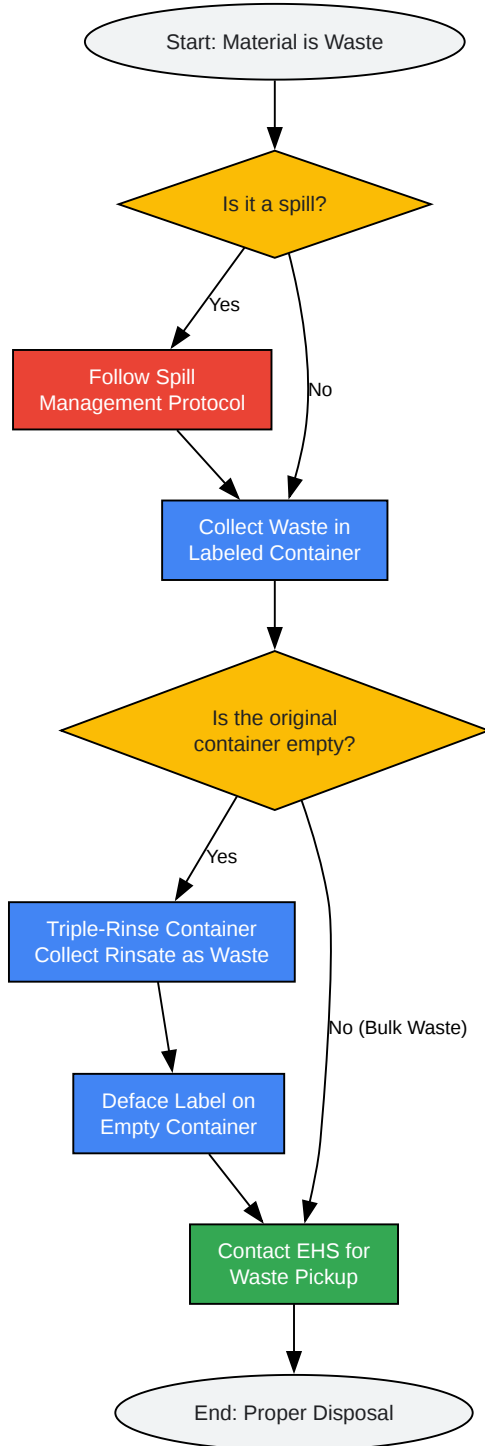 Start: Material is Waste
Is it a spill?
Yes
Follow Spill
Management Protocol
No
Collect Waste in
Labeled Container
Is the original
container empty?
Yes
Triple-Rinse Container
Collect Rinsate as Waste
No (Bulk Waste)
Deface Label on
Empty Container
Contact EHS for
Waste Pickup
End: Proper Disposal